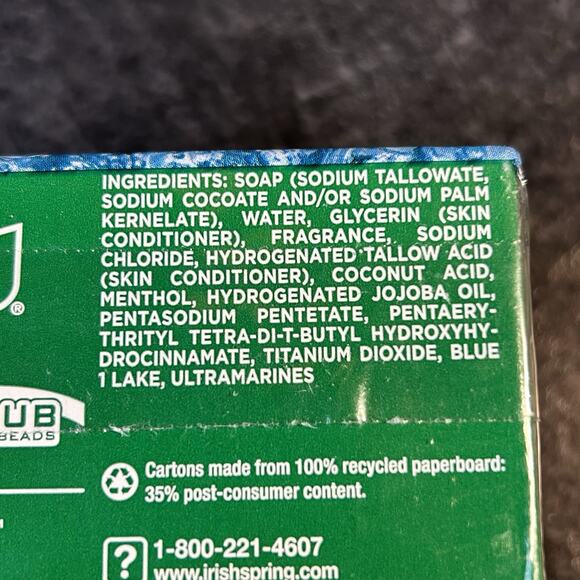 INGREDIENTS: SOAP (SODIUM TALLOWATE,
SODIUM COCOATE AND/OR SODIUM PALM
KERNELATE), WATER, GLYCERIN (SKIN
CONDITIONER), FRAGRANCE, SODIUM
CHLORIDE, HYDROGENATED TALLOW ACID
(SKIN CONDITIONER), COCONUT ACID,
MENTHOL, HYDROGENATED JOJOBA OIL,
PENTASODIUM PENTETATE, PENTAERY-
THRITYL TETRA-DI-T-BUTYL HYDROXYHY-
DROCINNAMATE, TITANIUM DIOXIDE, BLUE
1 LAKE, ULTRAMARINES
®
UB
BEADS
Cartons made from 100% recycled paperboard:
35% post-consumer content.
?
1-800-221-4607
www.irishspring.com